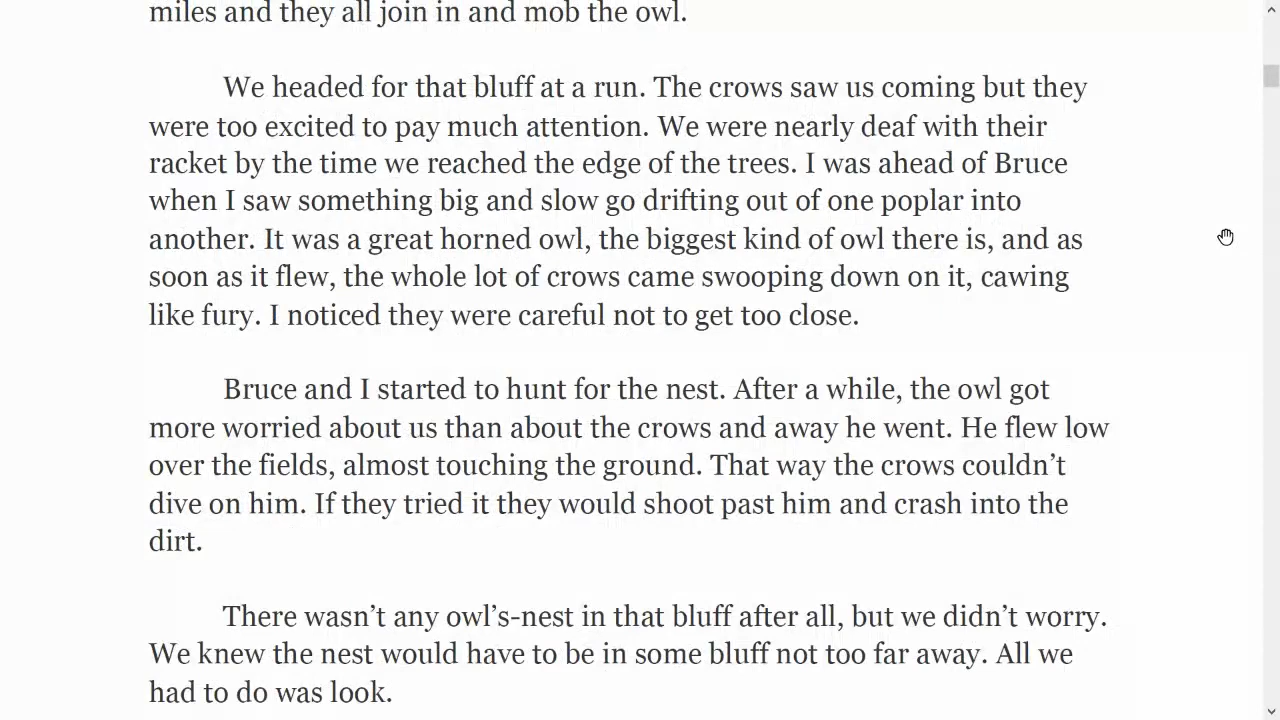 miles and they all join in and mob the owl.
We headed for that bluff at a run. The crows saw us coming but they
were too excited to pay much attention. We were nearly deaf with their
racket by the time we reached the edge of the trees. I was ahead of Bruce
when I saw something big and slow go drifting out of one poplar into
another. It was a great horned owl, the biggest kind of owl there is, and as
soon as it flew, the whole lot of crows came swooping down on it, cawing
like fury. I noticed they were careful not to get too close.
Bruce and I started to hunt for the nest. After a while, the owl got
more worried about us than about the crows and away he went. He flew low
over the fields, almost touching the ground. That way the crows couldn’t
dive on him. If they tried it they would shoot past him and crash into the
dirt.
There wasn’t any owl’s-nest in that bluff after all, but we didn’t worry.
We knew the nest would have to be in some bluff not too far away. All we
had to do was look.